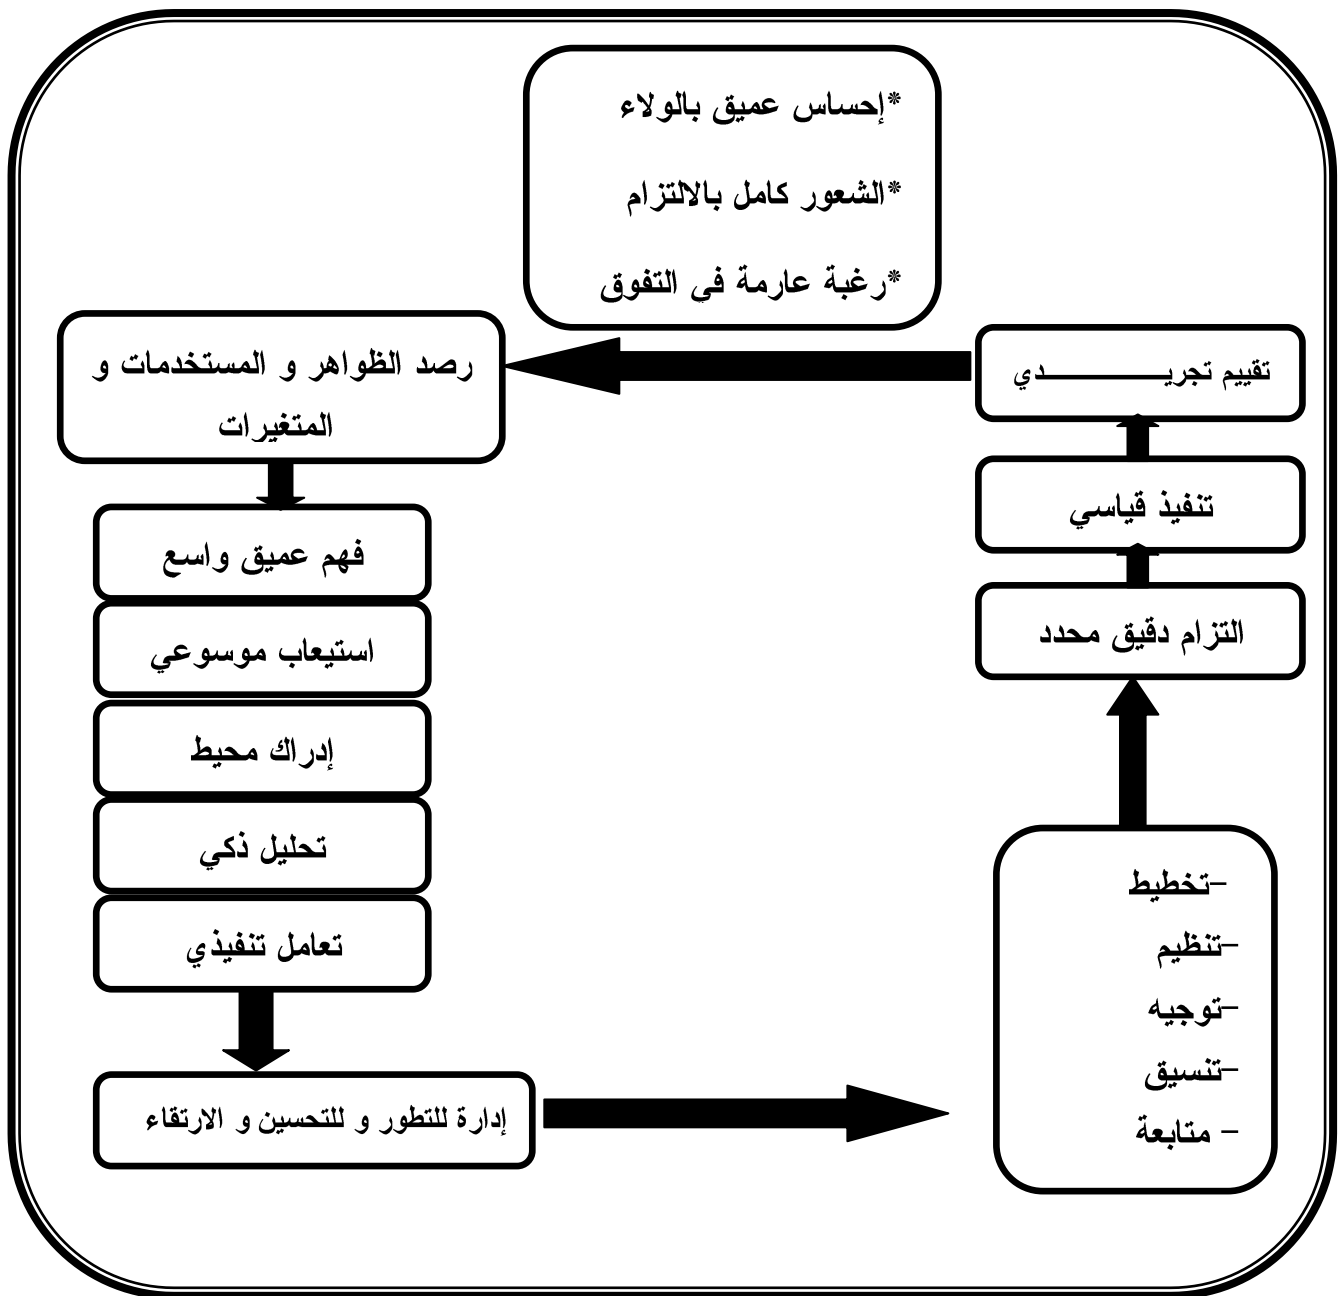 *إحساس عميق بالولاء
*الشعور كامل بالالتزام
*رغبة عارمة في التفوق
رصد الظواهر و المستخدمات و
المتغيرات
فهم عميق واسع
استيعاب موسوعي
إدراك محيط
تحليل ذكي
تعامل تنفيذي
إدارة للتطور و للتحسين و الارتقاء
-تخطيط
-تنظيم
-توجيه
-تنسيق
- متابعة
التزام دقيق محدد
تنفيذ قياسي
تقييم تجريـــــــــــدي